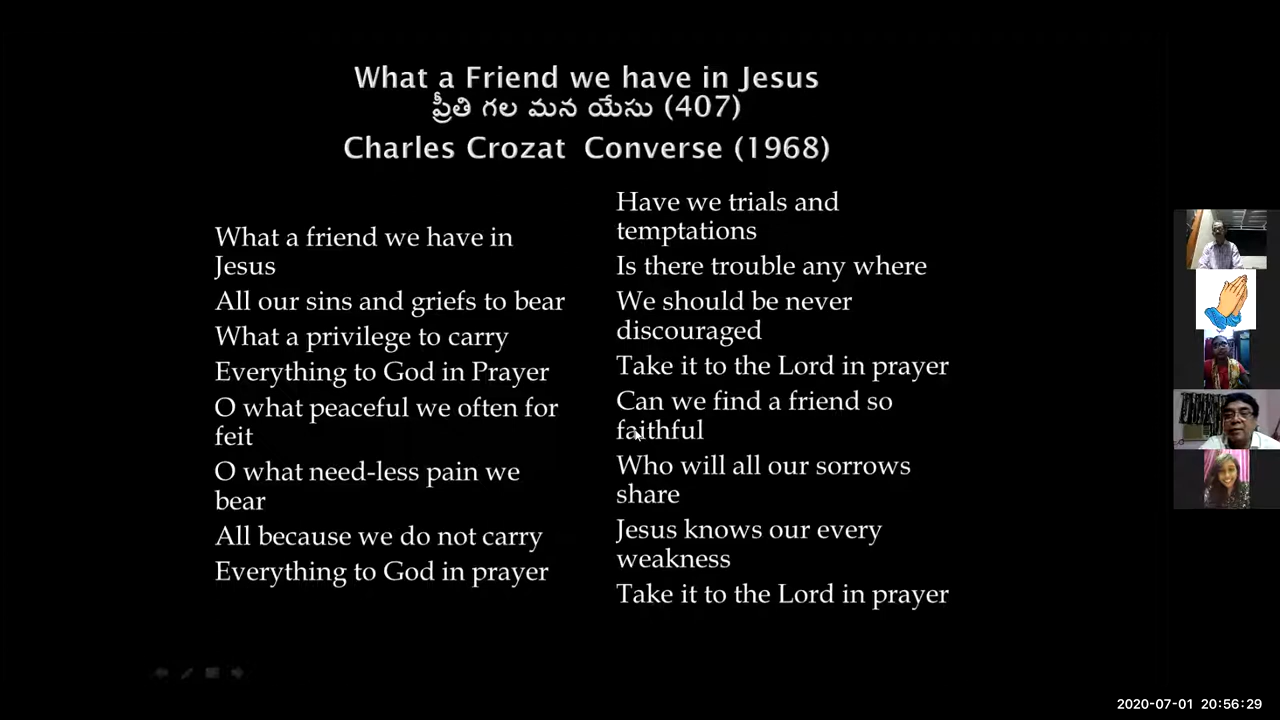 What a Friend we have in Jesus
ప్రీతి గల మన యేసు (407)
Charles Crozat Converse (1968)
What a friend we have in
Jesus
All our sins and griefs to bear
What a privilege to carry
Everything to God in Prayer
O what peaceful we often for
feit
O what need-less pain we
bear
All because we do not carry
Everything to God in prayer
Have we trials and
temptations
Is there trouble any where
We should be never
discouraged
Take it to the Lord in prayer
Can we find a friend so
faithful
Who will all our sorrows
share
Jesus knows our every
weakness
Take it to the Lord in prayer
2020-07-01 20:56:29